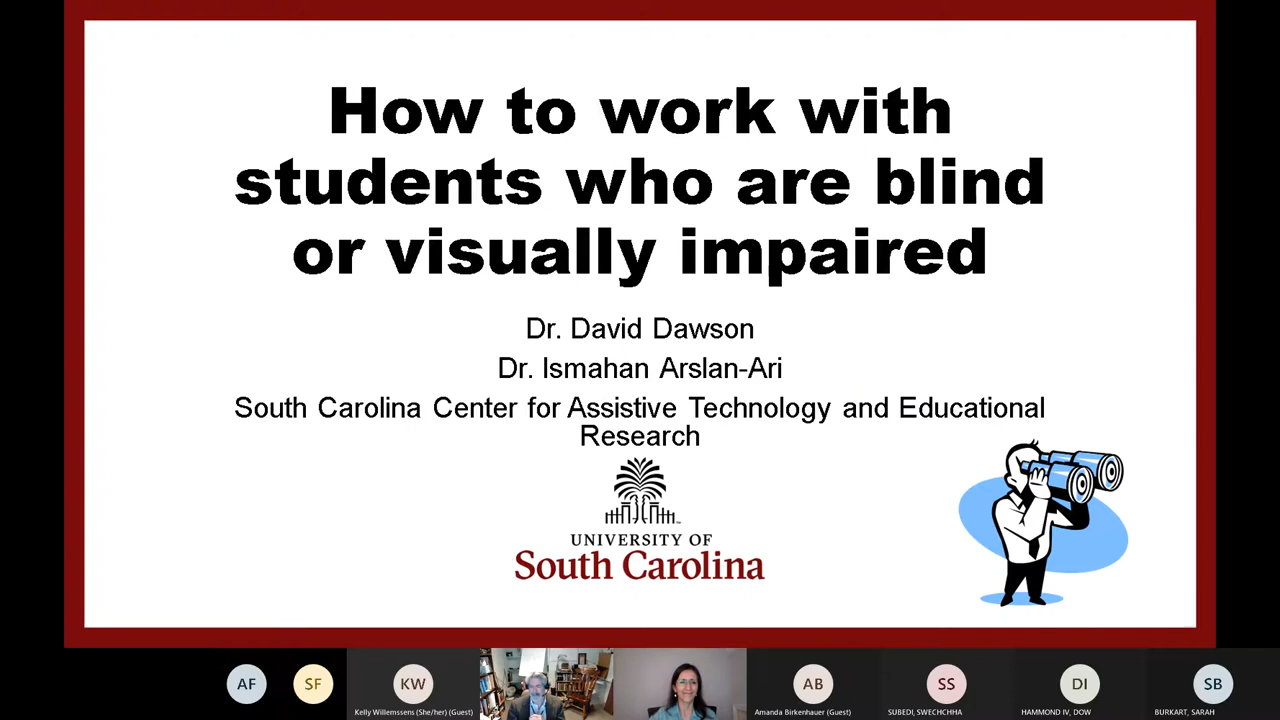 How to work with
students who are blind
or visually impaired
Dr. David Dawson
Dr. Ismahan Arslan-Ari
South Carolina Center for Assistive Technology and Educational
Research
UNIVERSITY OF
South Carolina
AF
SF
KW
AB
SS
DI
SB
Kelly Willemssens (She/her) (Guest)
Amanda Birkenhauer (Guest)
SUBEDI, SWECHCHHA
HAMMOND IV, DOW
BURKART, SARAH